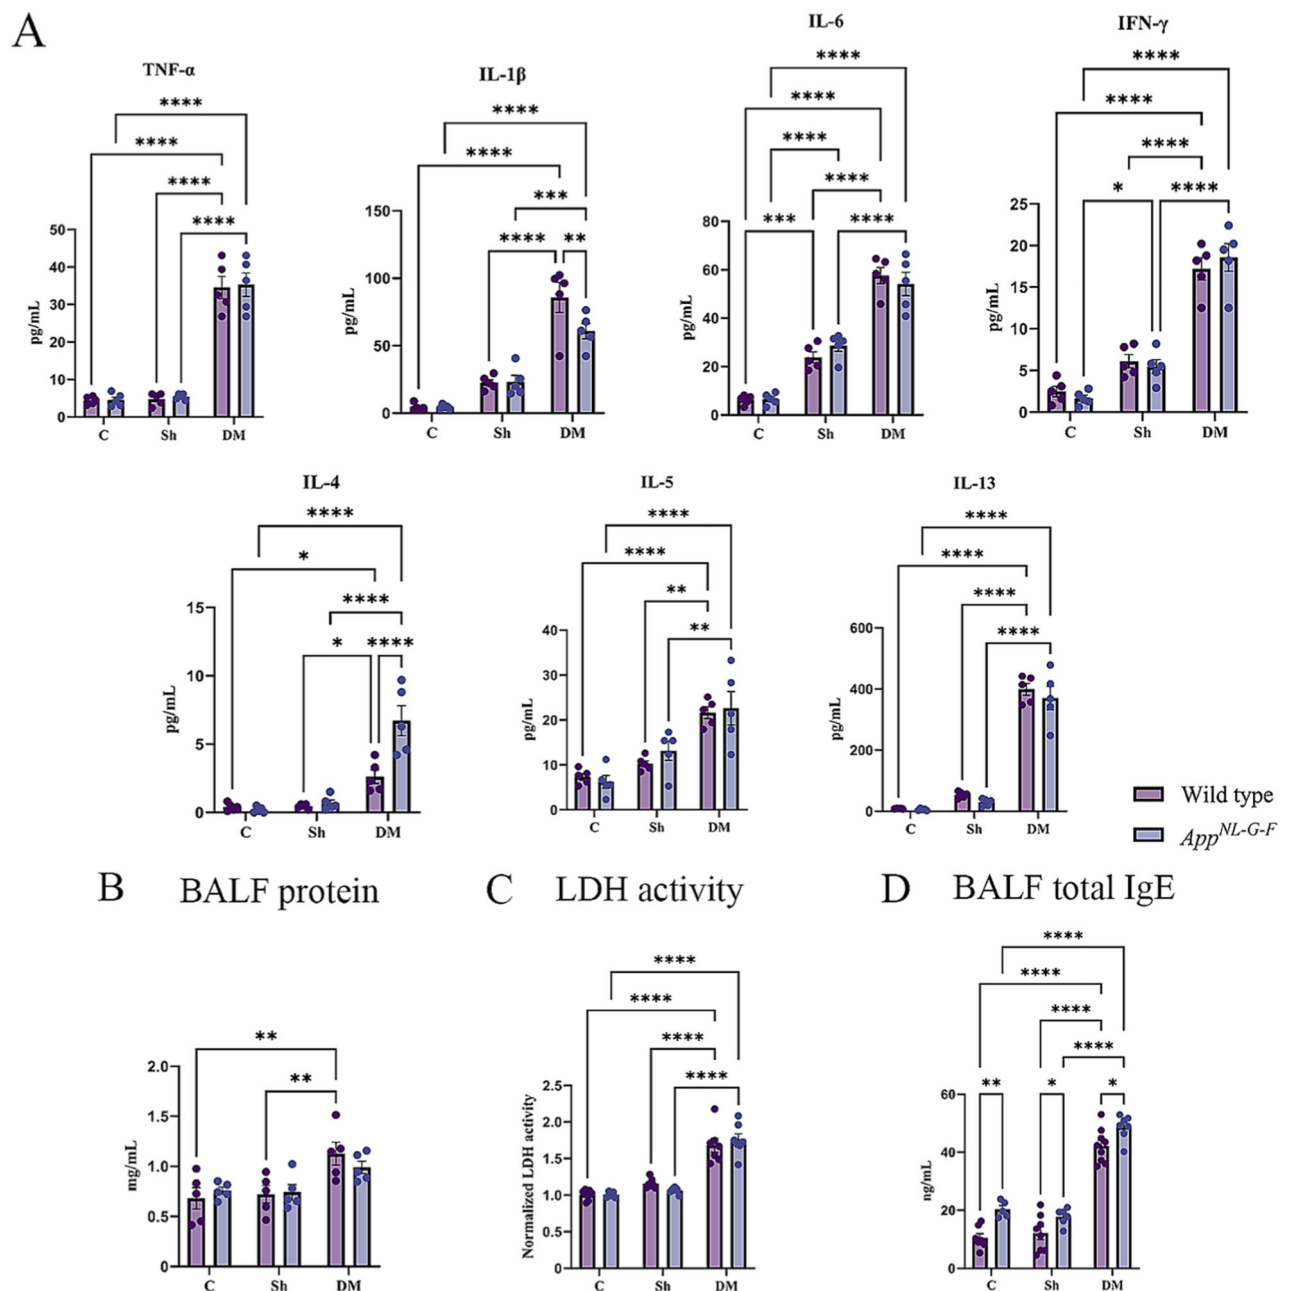 A
TNF-α
**** **** **** ****
pg/mL
50
40
30
20
10
0
C Sh DM
IL-1β
**** **** *** **** **
pg/mL
150
100
50
0
C Sh DM
IL-6
**** **** **** **** *** ****
pg/mL
80
60
40
20
0
C Sh DM
IFN-γ
**** **** **** * ****
pg/mL
25
20
15
10
5
0
C Sh DM
IL-4
**** * **** * ****
pg/mL
15
10
5
0
C Sh DM
IL-5
**** **** ** **
pg/mL
40
30
20
10
0
C Sh DM
IL-13
**** **** **** ****
pg/mL
600
400
200
0
C Sh DM
Wild type
App^NL-G-F
B BALF protein
** **
mg/mL
2.0
1.5
1.0
0.5
0
C Sh DM
C LDH activity
**** **** **** ****
Normalized LDH activity
2.5
2.0
1.5
1.0
0.5
0
C Sh DM
D BALF total IgE
**** **** **** **** ** * *
ng/mL
60
40
20
0
C Sh DM